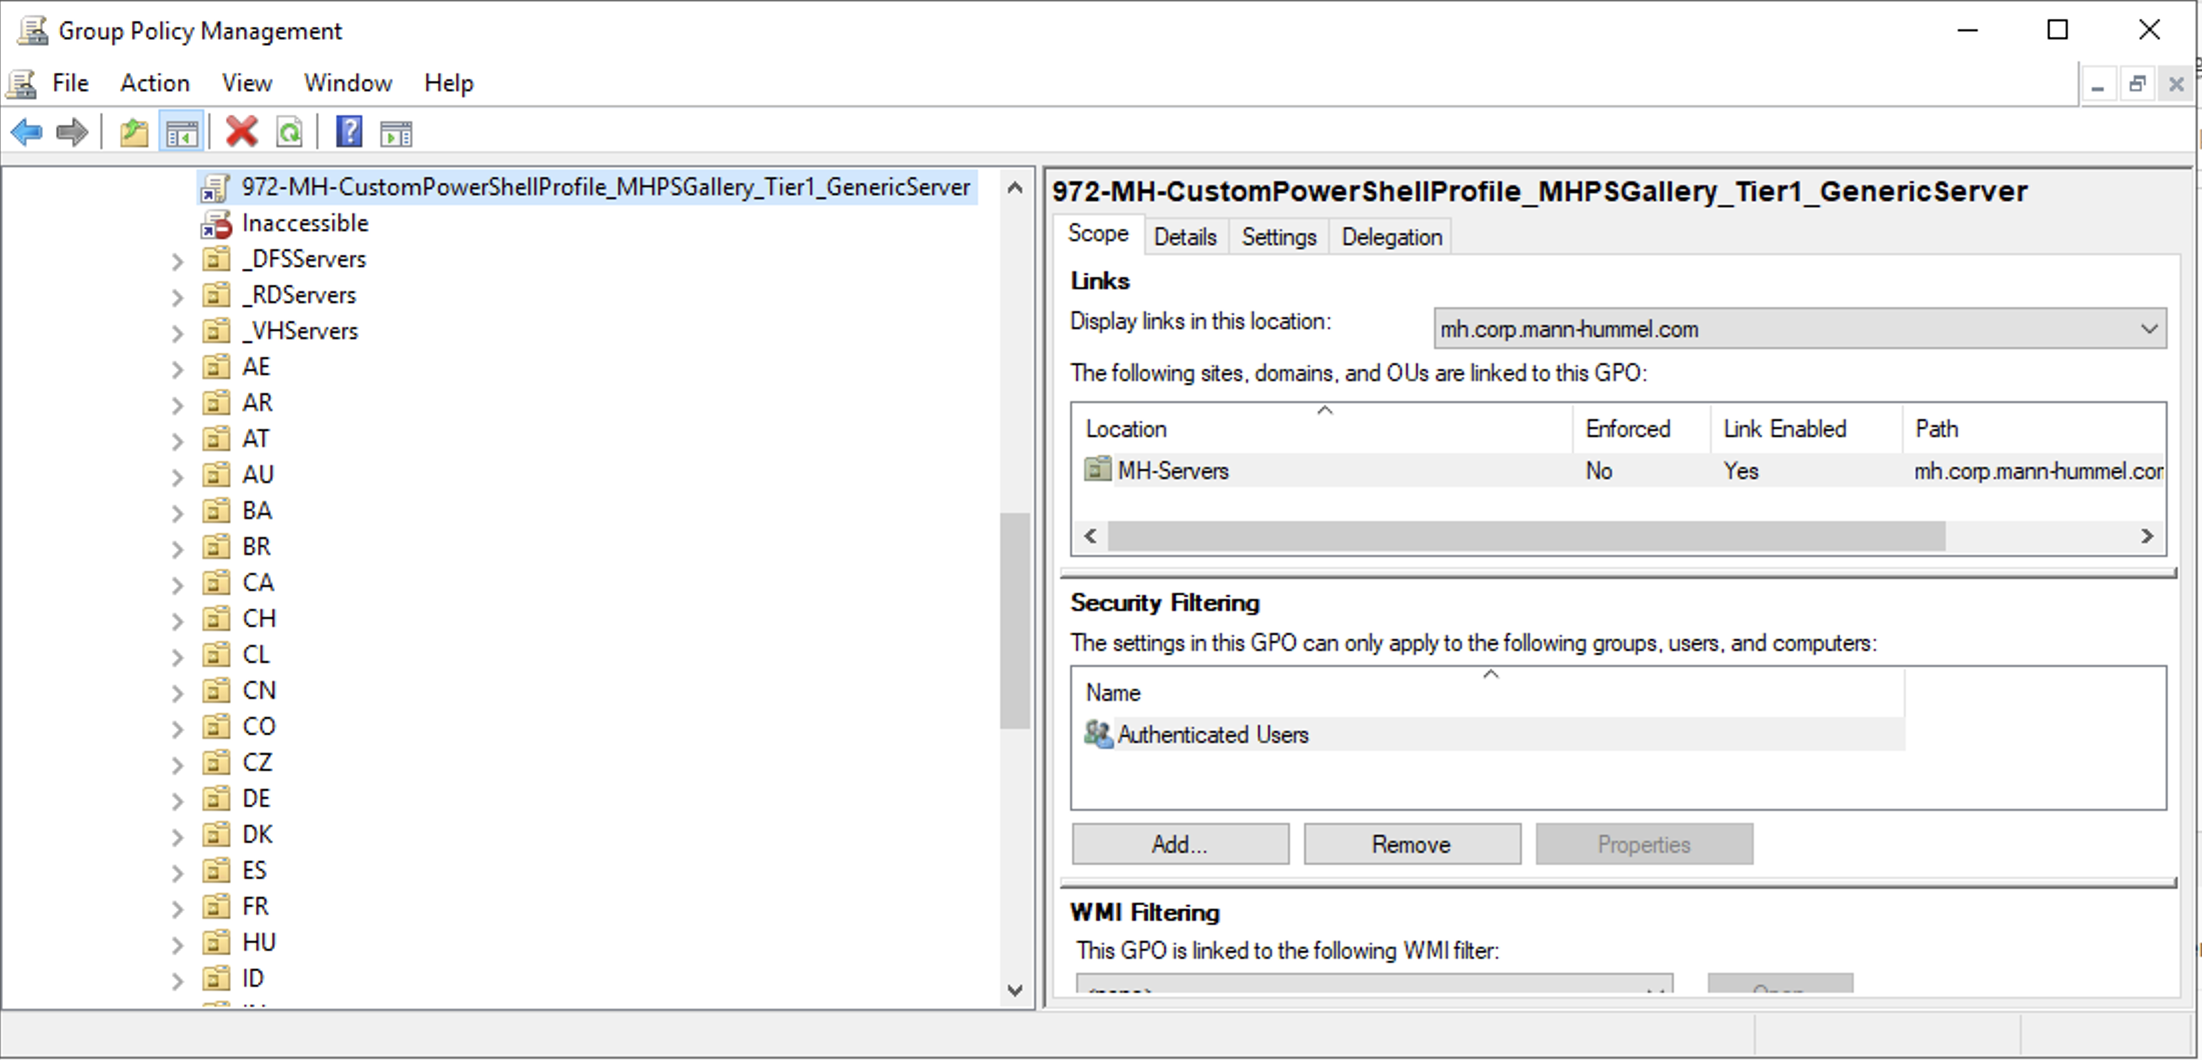 Group Policy Management
File Action View Window Help
972-MH-CustomPowerShellProfile_MHPSGallery_Tier1_GenericServer
Inaccessible
_DFSServers
_RDServers
_VHServers
AE
AR
AT
AU
BA
BR
CA
CH
CL
CN
CO
CZ
DE
DK
ES
FR
HU
ID
972-MH-CustomPowerShellProfile_MHPSGallery_Tier1_GenericServer
Scope Details Settings Delegation
Links
Display links in this location: mh.corp.mann-hummel.com
The following sites, domains, and OUs are linked to this GPO:
Location Enforced Link Enabled Path
MH-Servers No Yes mh.corp.mann-hummel.cor
Security Filtering
The settings in this GPO can only apply to the following groups, users, and computers:
Name
Authenticated Users
Add... Remove Properties
WMI Filtering
This GPO is linked to the following WMI filter:
<none> Open